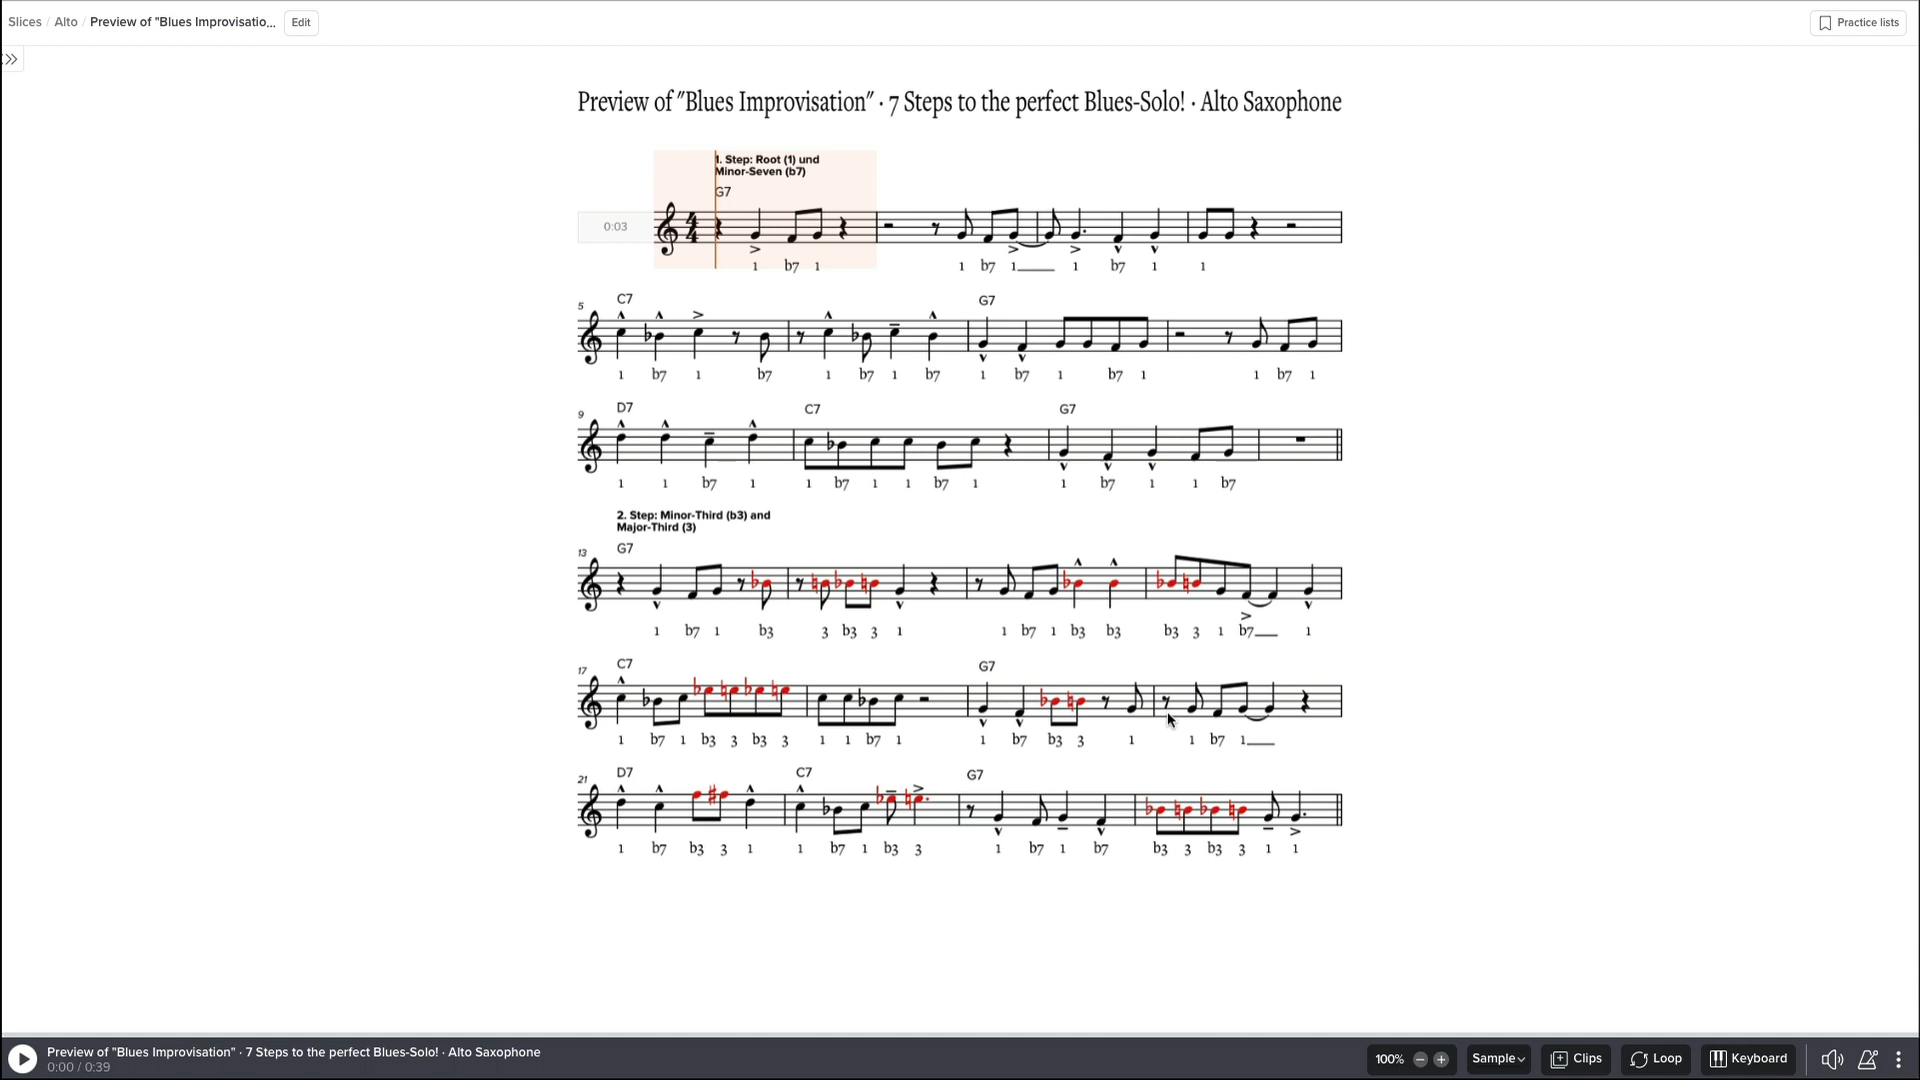 Slices / Alto / Preview of "Blues Improvisatio... Edit
Practice lists
Preview of "Blues Improvisation" · 7 Steps to the perfect Blues-Solo! · Alto Saxophone
1. Step: Root (1) und
Minor-Seven (b7)
G7
0:03
1 b7 1 1 b7 1 1 b7 1 1
C7 G7
5
1 b7 1 b7 1 b7 1 b7 1 b7 1 b7 1 1 b7 1
D7 C7 G7
9
1 1 b7 1 1 b7 1 1 b7 1 1 b7 1 1 b7
2. Step: Minor-Third (b3) and
Major-Third (3)
G7
13
1 b7 1 b3 3 b3 3 1 1 b7 1 b3 b3 b3 3 1 b7 1
C7 G7
17
1 b7 1 b3 3 b3 3 1 1 b7 1 1 b7 b3 3 1 1 b7 1
D7 C7 G7
21
1 b7 b3 3 1 1 b7 1 b3 3 1 b7 1 b7 b3 3 b3 3 1 1
Preview of "Blues Improvisation" · 7 Steps to the perfect Blues-Solo! · Alto Saxophone
0:00 / 0:39
100% Sample Clips Loop Keyboard